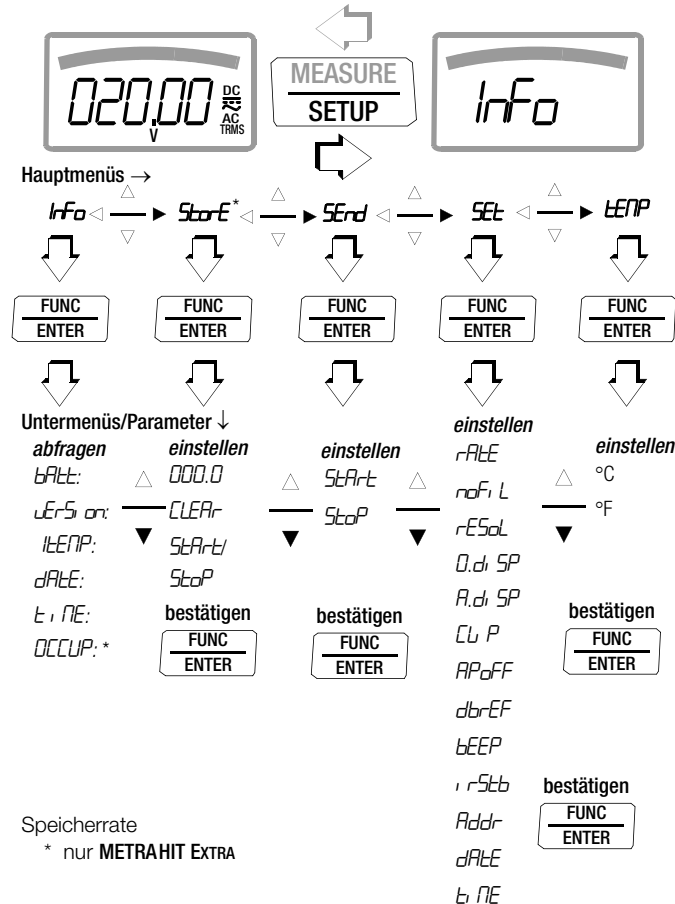 020.00 V DC AC TRMS
MEASURE
SETUP
InFo
Hauptmenüs →
InFo ◁ ► StorE* ◁ ► SEnd ◁ ► SEt ◁ ► tEMP
FUNC ENTER FUNC ENTER FUNC ENTER FUNC ENTER FUNC ENTER
Untermenüs/Parameter ↓
abfragen
bAtt:
vErSion:
ItEMP:
dAtE:
tiME:
OCCUP: *
einstellen
000.0
CLEAr
StArt/
StoP
bestätigen
FUNC
ENTER
einstellen
StArt
StoP
bestätigen
FUNC
ENTER
einstellen
rAtE
noFiL
rESoL
0.diSP
A.diSP
CLiP
APoFF
dbrEF
bEEP
irStb
Addr
dAtE
tiME
bestätigen
FUNC
ENTER
einstellen
°C
°F
bestätigen
FUNC
ENTER
Speicherrate
* nur METRAHIT EXTRA